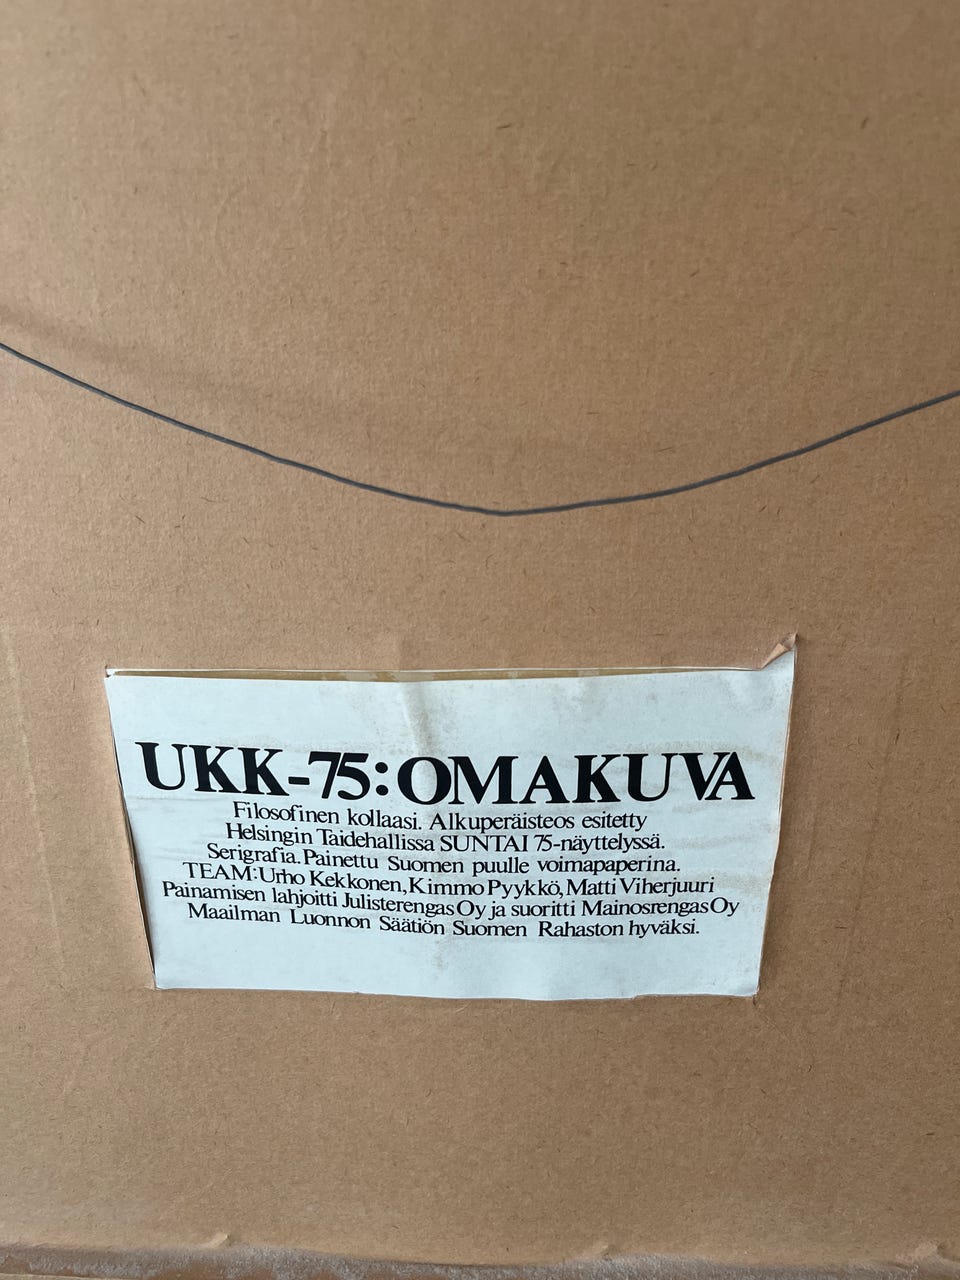 UKK-75:OMAKUVA
Filosofinen kollaasi. Alkuperäisteos esitetty
Helsingin Taidehallissa SUNTAI 75-näyttelyssä.
Serigrafia. Painettu Suomen puulle voimapaperina.
TEAM: Urho Kekkonen, Kimmo Pyykkö, Matti Viherjuuri
Painamisen lahjoitti Julisterengas Oy ja suoritti Mainosrengas Oy
Maailman Luonnon Säätiön Suomen Rahaston hyväksi.